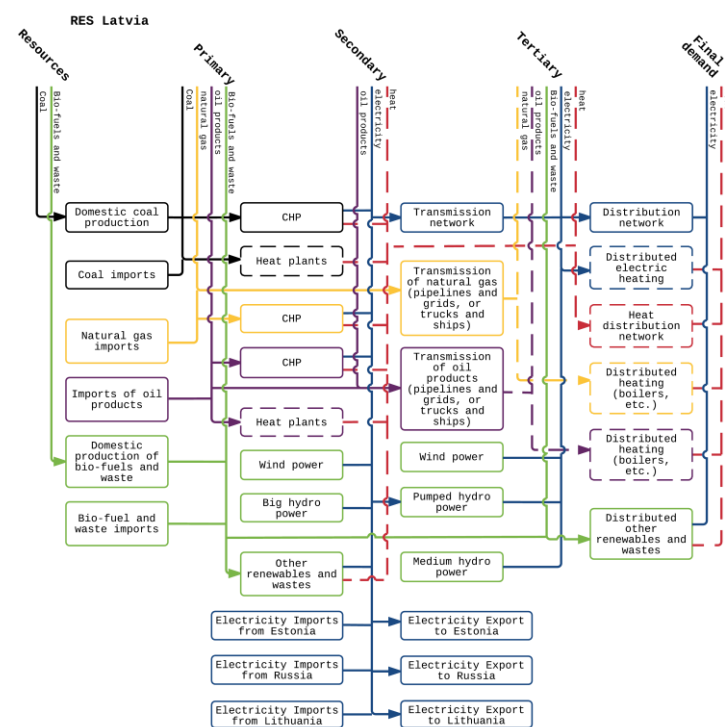 RES Latvia
Resources
Primary
Secondary
Tertiary
Final
demand
Coal
Bio-fuels and waste
Coal
natural gas
oil products
Bio-fuels and waste
oil products
electricity
heat
natural gas
oil products
Bio-fuels and waste
electricity
heat
electricity
Domestic coal
production
CHP
Transmission
network
Distribution
network
Coal imports
Heat plants
Transmission
of natural gas
(pipelines and
grids, or
trucks and
ships)
Distributed
electric
heating
Natural gas
imports
CHP
Heat
distribution
network
Imports of oil
products
CHP
Transmission
of oil
products
(pipelines and
grids, or
trucks and
ships)
Distributed
heating
(boilers,
etc.)
Heat plants
Domestic
production of
bio-fuels and
waste
Wind power
Wind power
Distributed
heating
(boilers,
etc.)
Bio-fuel and
waste imports
Big hydro
power
Pumped hydro
power
Distributed
other
renewables and
wastes
Other
renewables and
wastes
Medium hydro
power
Electricity Imports
from Estonia
Electricity Export
to Estonia
Electricity Imports
from Russia
Electricity Export
to Russia
Electricity Imports
from Lithuania
Electricity Export
to Lithuania